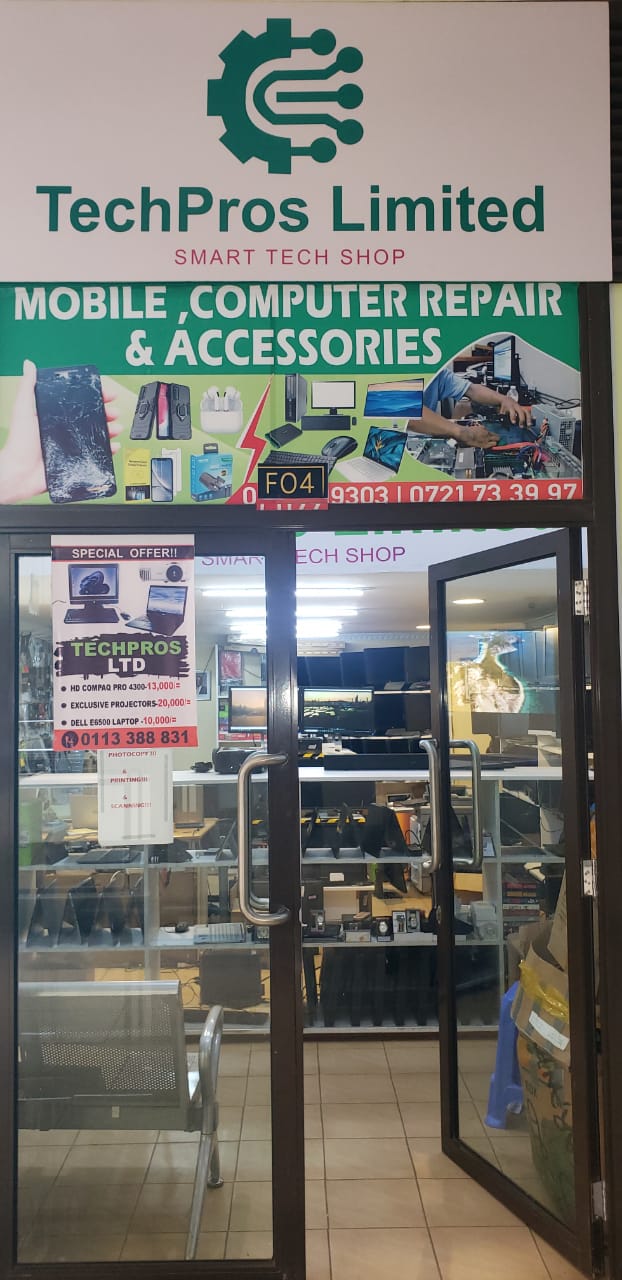 TechPros Limited
SMART TECH SHOP
MOBILE ,COMPUTER REPAIR
& ACCESSORIES
FO4
9303 | 0721 73 39 97
SPECIAL OFFER!!
SMART TECH SHOP
TECHPROS
LTD
HD COMPAQ PRO 4300-13,000/=
EXCLUSIVE PROJECTORS-20,000/=
DELL E6500 LAPTOP -10,000/=
0113 388 831
PHOTOCOPY!!!
&
PRINTING!!!
&
SCANNING!!!